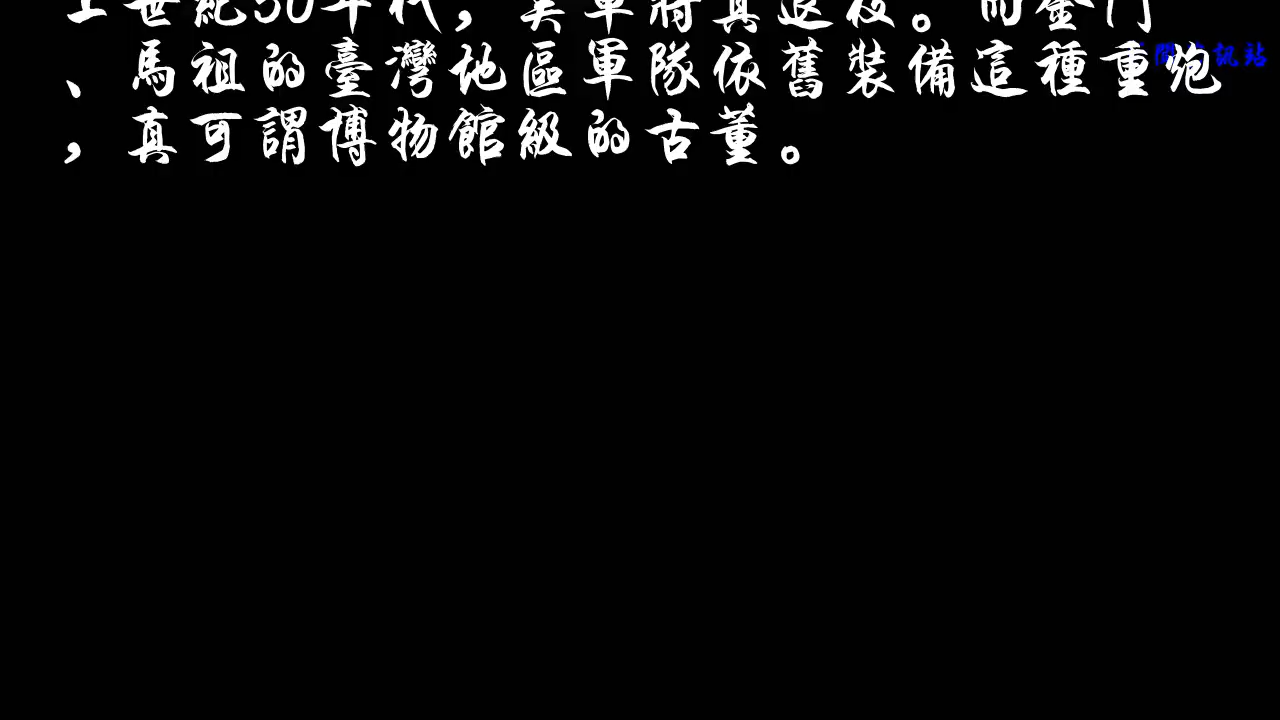 上世紀50年代，美軍將其退役。而金門
、馬祖的臺灣地區軍隊依舊裝備這種重炮
，真可謂博物館級的古董。
訊站